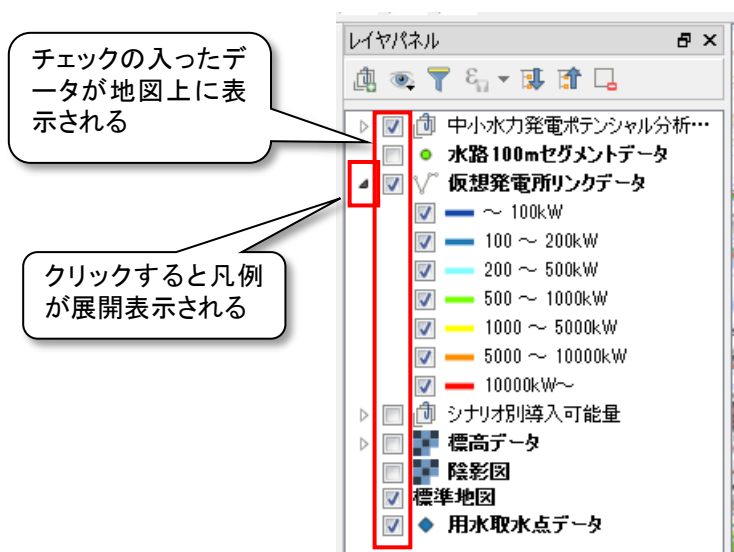 レイヤパネル
チェックの入ったデ
ータが地図上に表
示される
中小水力発電ポテンシャル分析…
水路100mセグメントデータ
仮想発電所リンクデータ
～ 100kW
100 ～ 200kW
200 ～ 500kW
500 ～ 1000kW
1000 ～ 5000kW
5000 ～ 10000kW
10000kW～
クリックすると凡例
が展開表示される
シナリオ別導入可能量
標高データ
陰影図
標準地図
用水取水点データ